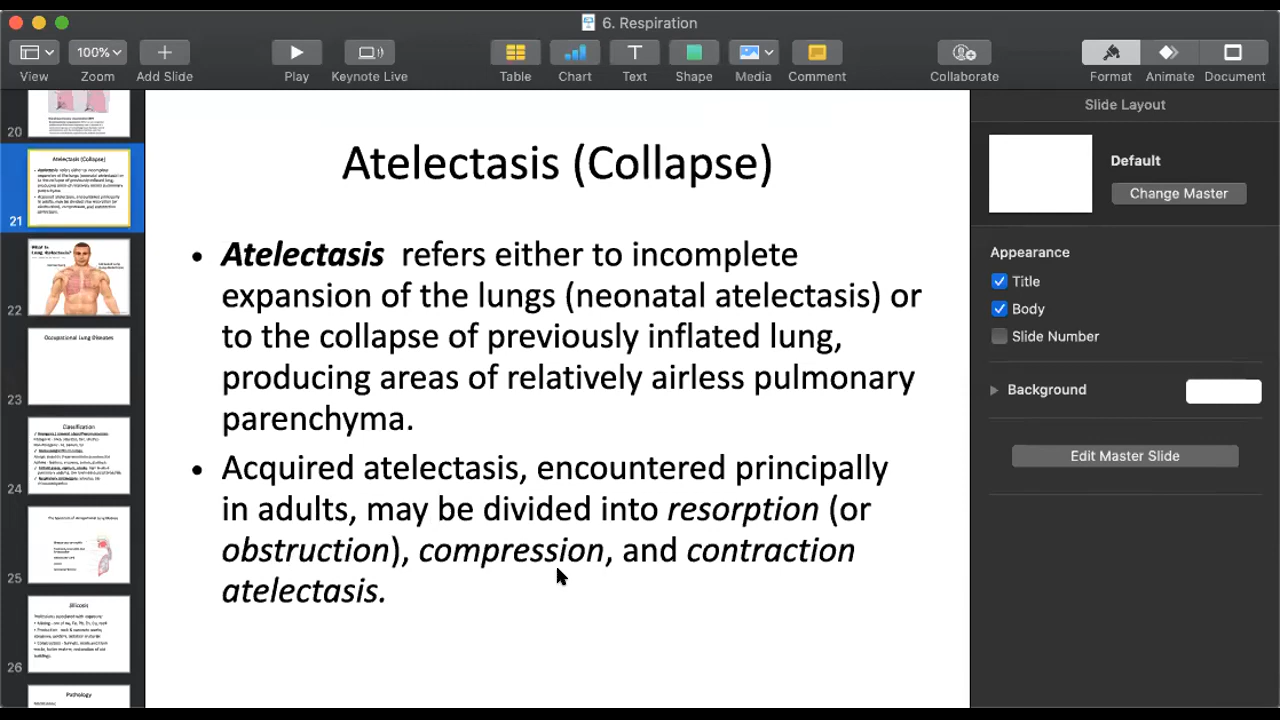 6. Respiration
100%
View Zoom Add Slide Play Keynote Live Table Chart Text Shape Media Comment Collaborate Format Animate Document
Slide Layout
Default
Change Master
Appearance
Title
Body
Slide Number
Background
Edit Master Slide
20
21
Atelectasis (Collapse)
22
What is
Lung Atelectasis?
23
Occupational Lung Diseases
24
Classification
25
26
Silicosis
Pathology
Atelectasis (Collapse)
• Atelectasis refers either to incomplete
expansion of the lungs (neonatal atelectasis) or
to the collapse of previously inflated lung,
producing areas of relatively airless pulmonary
parenchyma.
• Acquired atelectasis, encountered principally
in adults, may be divided into resorption (or
obstruction), compression, and contraction
atelectasis.